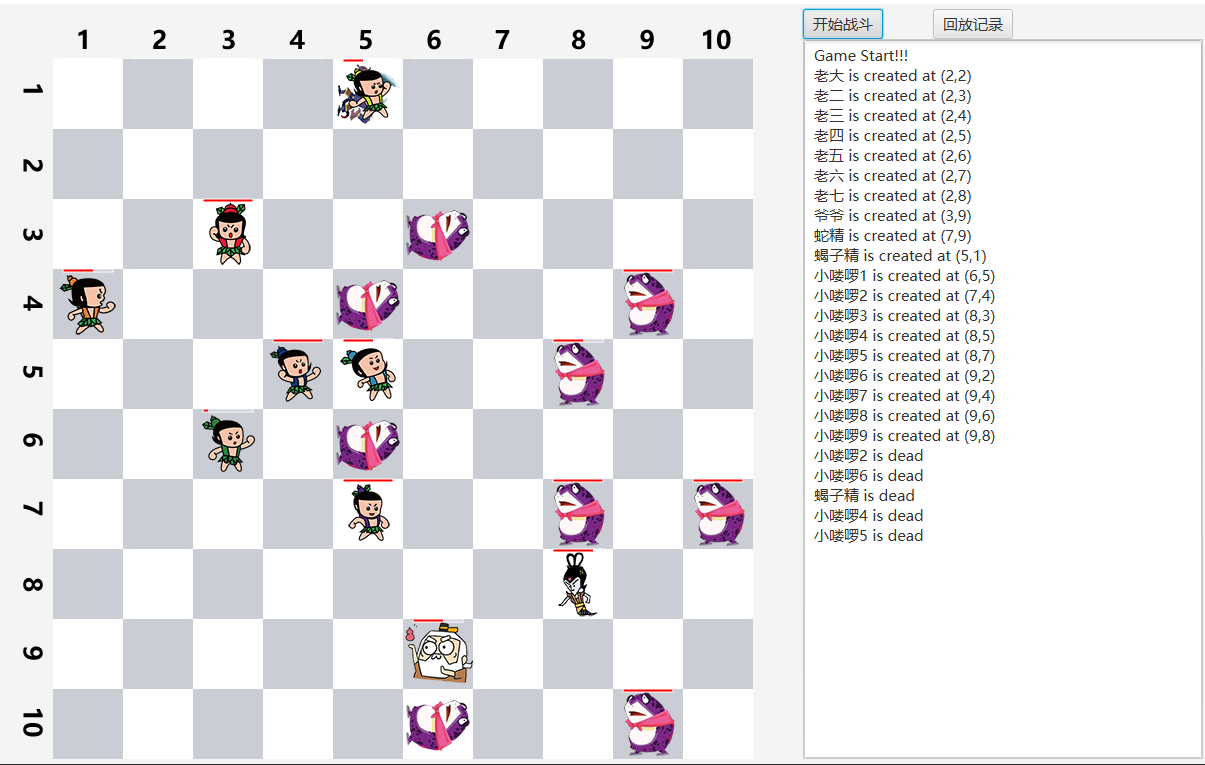 开始战斗 回放记录
1 2 3 4 5 6 7 8 9 10
1
2
3
4
5
6
7
8
9
10
Game Start!!!
老大 is created at (2,2)
老二 is created at (2,3)
老三 is created at (2,4)
老四 is created at (2,5)
老五 is created at (2,6)
老六 is created at (2,7)
老七 is created at (2,8)
爷爷 is created at (3,9)
蛇精 is created at (7,9)
蝎子精 is created at (5,1)
小喽啰1 is created at (6,5)
小喽啰2 is created at (7,4)
小喽啰3 is created at (8,3)
小喽啰4 is created at (8,5)
小喽啰5 is created at (8,7)
小喽啰6 is created at (9,2)
小喽啰7 is created at (9,4)
小喽啰8 is created at (9,6)
小喽啰9 is created at (9,8)
小喽啰2 is dead
小喽啰6 is dead
蝎子精 is dead
小喽啰4 is dead
小喽啰5 is dead